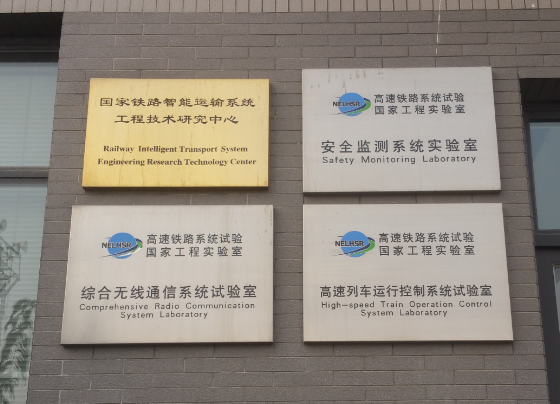 国家铁路智能运输系统
工程技术研究中心
Railway Intelligent Transport System
Engineering Research Technology Center
NELHSR
高速铁路系统试验
国家工程实验室
安全监测系统实验室
Safety Monitoring Laboratory
NELHSR
高速铁路系统试验
国家工程实验室
综合无线通信系统试验室
Comprehensive Radio Communication
System Laboratory
NELHSR
高速铁路系统试验
国家工程实验室
高速列车运行控制系统试验室
High-speed Train Operation Control
System Laboratory